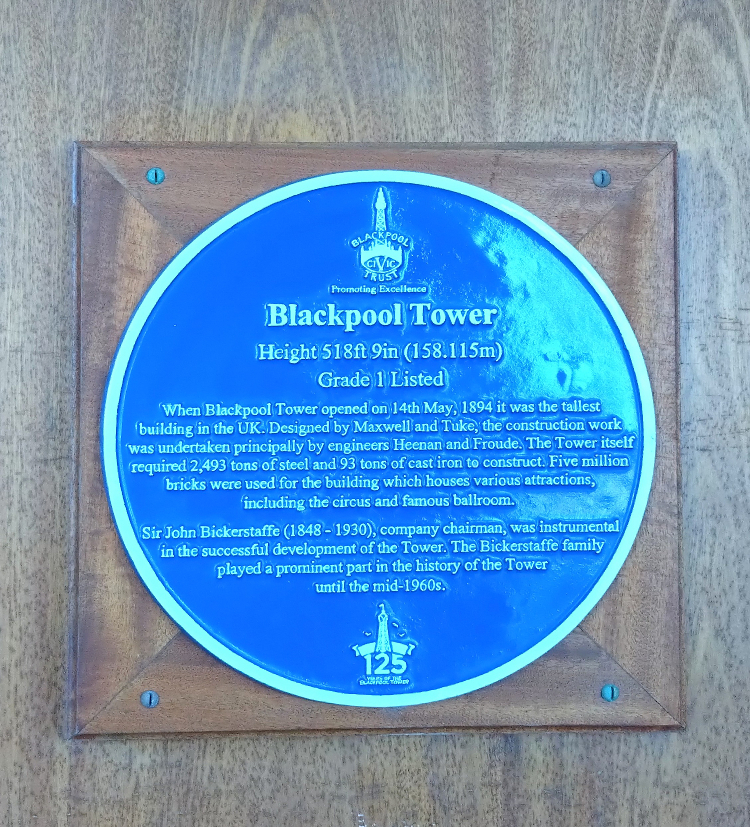 BLACKPOOL
CIVIC
TRUST
Promoting Excellence
Blackpool Tower
Height 518ft 9in (158.115m)
Grade 1 Listed
When Blackpool Tower opened on 14th May, 1894 it was the tallest
building in the UK. Designed by Maxwell and Tuke, the construction work
was undertaken principally by engineers Heenan and Froude. The Tower itself
required 2,493 tons of steel and 93 tons of cast iron to construct. Five million
bricks were used for the building which houses various attractions,
including the circus and famous ballroom.
Sir John Bickerstaffe (1848 - 1930), company chairman, was instrumental
in the successful development of the Tower. The Bickerstaffe family
played a prominent part in the history of the Tower
until the mid-1960s.
125
YEARS OF THE
BLACKPOOL TOWER